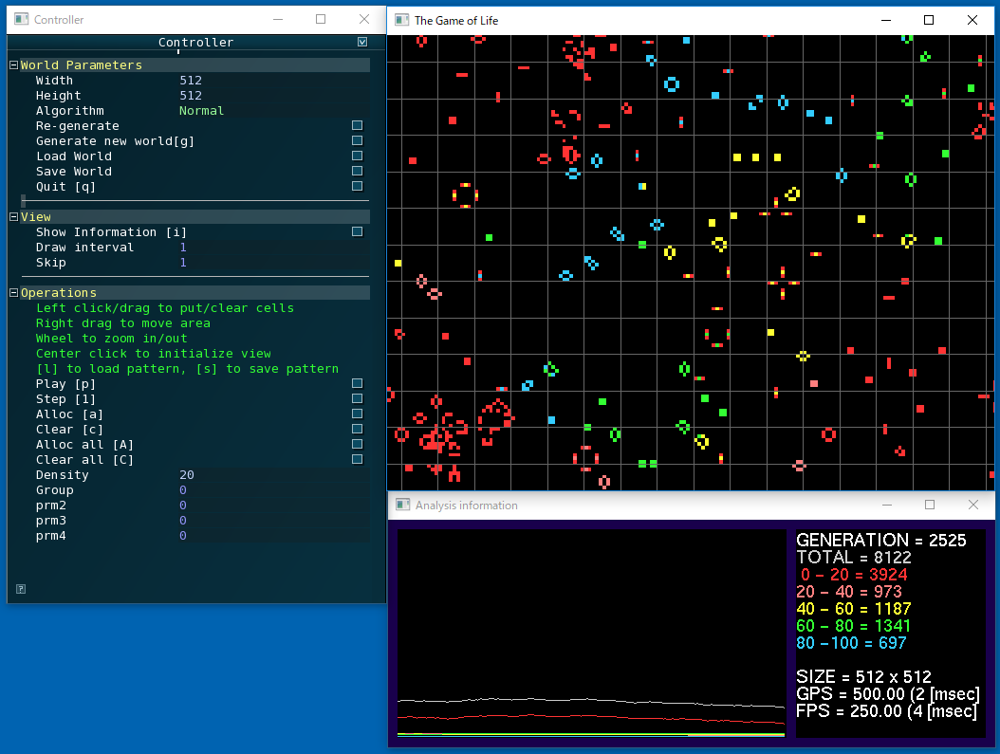 Controller
Controller
World Parameters
Width 512
Height 512
Algorithm Normal
Re-generate
Generate new world[g]
Load World
Save World
Quit [q]
View
Show Information [i]
Draw interval 1
Skip 1
Operations
Left click/drag to put/clear cells
Right drag to move area
Wheel to zoom in/out
Center click to initialize view
[l] to load pattern, [s] to save pattern
Play [p]
Step [1]
Alloc [a]
Clear [c]
Alloc all [A]
Clear all [C]
Density 20
Group 0
prm2 0
prm3 0
prm4 0
?
The Game of Life
Analysis information
GENERATION = 2525
TOTAL = 8122
0 – 20 = 3924
20 – 40 = 973
40 – 60 = 1187
60 – 80 = 1341
80 –100 = 697
SIZE = 512 x 512
GPS = 500.00 (2 [msec]
FPS = 250.00 (4 [msec]